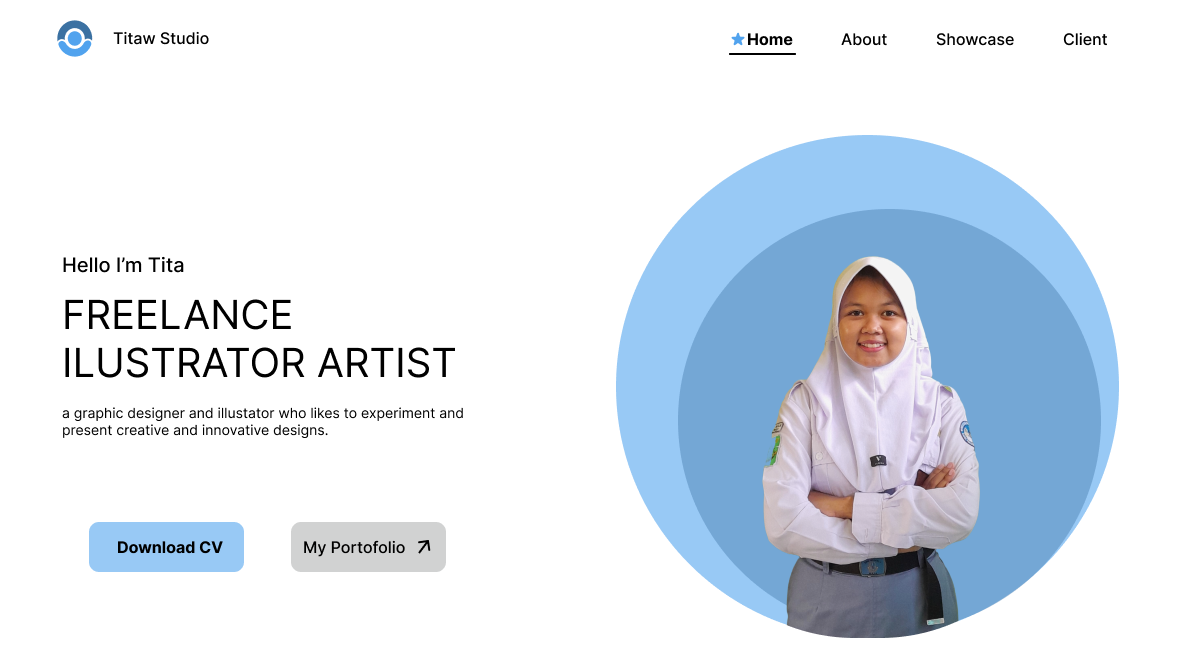 Titaw Studio
Home
About
Showcase
Client
Hello I’m Tita
FREELANCE
ILUSTRATOR ARTIST
a graphic designer and illustator who likes to experiment and
present creative and innovative designs.
Download CV
My Portofolio